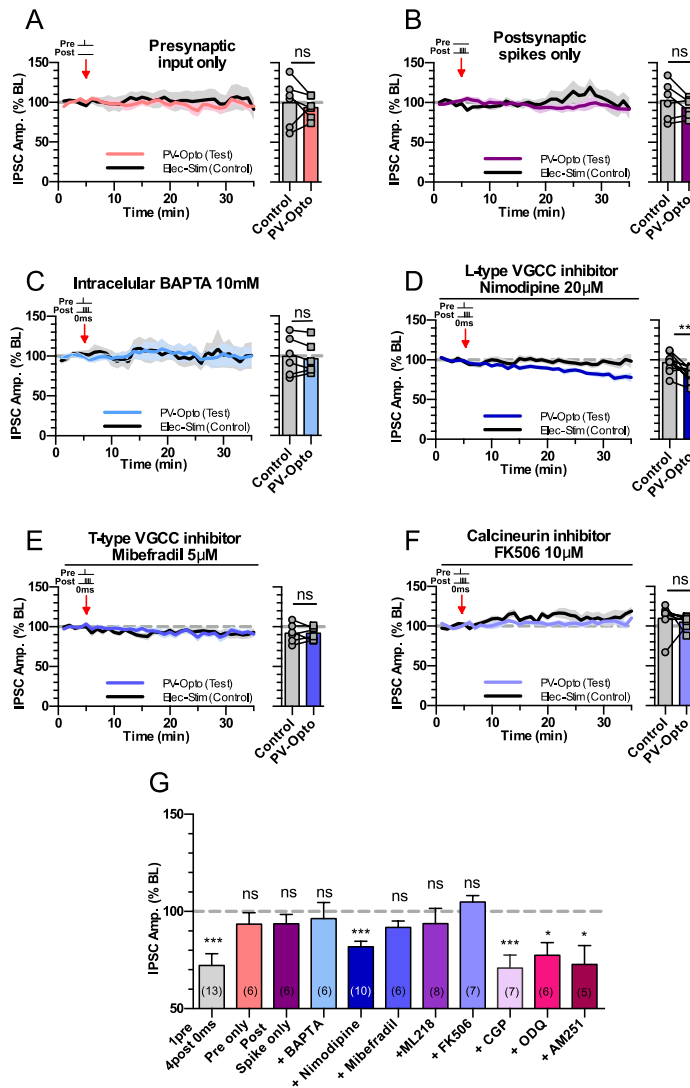 A
Pre
Post
Presynaptic
input only
ns
IPSC Amp. (% BL)
150
100
50
0
PV-Opto (Test)
Elec-Stim (Control)
0 10 20 30
Time (min)
Control
PV-Opto
B
Pre
Post
Postsynaptic
spikes only
ns
IPSC Amp. (% BL)
150
100
50
0
PV-Opto (Test)
Elec-Stim (Control)
0 10 20 30
Time (min)
Control
PV-Opto
C
Intracelular BAPTA 10mM
Pre
Post
0ms
ns
IPSC Amp. (% BL)
150
100
50
0
PV-Opto (Test)
Elec-Stim (Control)
0 10 20 30
Time (min)
Control
PV-Opto
D
L-type VGCC inhibitor
Nimodipine 20µM
Pre
Post
0ms
**
IPSC Amp. (% BL)
150
100
50
0
PV-Opto (Test)
Elec-Stim (Control)
0 10 20 30
Time (min)
Control
PV-Opto
E
T-type VGCC inhibitor
Mibefradil 5µM
Pre
Post
0ms
ns
IPSC Amp. (% BL)
150
100
50
0
PV-Opto (Test)
Elec-Stim (Control)
0 10 20 30
Time (min)
Control
PV-Opto
F
Calcineurin inhibitor
FK506 10µM
Pre
Post
0ms
ns
IPSC Amp. (% BL)
150
100
50
0
PV-Opto (Test)
Elec-Stim (Control)
0 10 20 30
Time (min)
Control
PV-Opto
G
IPSC Amp. (% BL)
150
100
50
*** ns ns ns *** ns ns ns *** * *
(13) (6) (6) (6) (10) (6) (8) (7) (7) (6) (5)
1pre
4post 0ms
Pre only
Post
Spike only
+ BAPTA
+ Nimodipine
+ Mibefradil
+ML218
+ FK506
+ CGP
+ ODQ
+ AM251